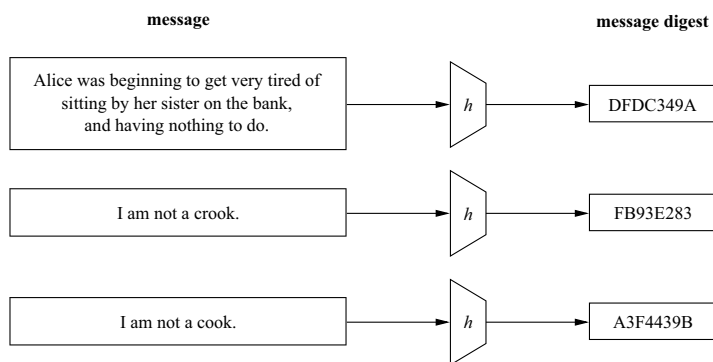 message
message digest
Alice was beginning to get very tired of
sitting by her sister on the bank,
and having nothing to do.
h
DFDC349A
I am not a crook.
h
FB93E283
I am not a cook.
h
A3F4439B